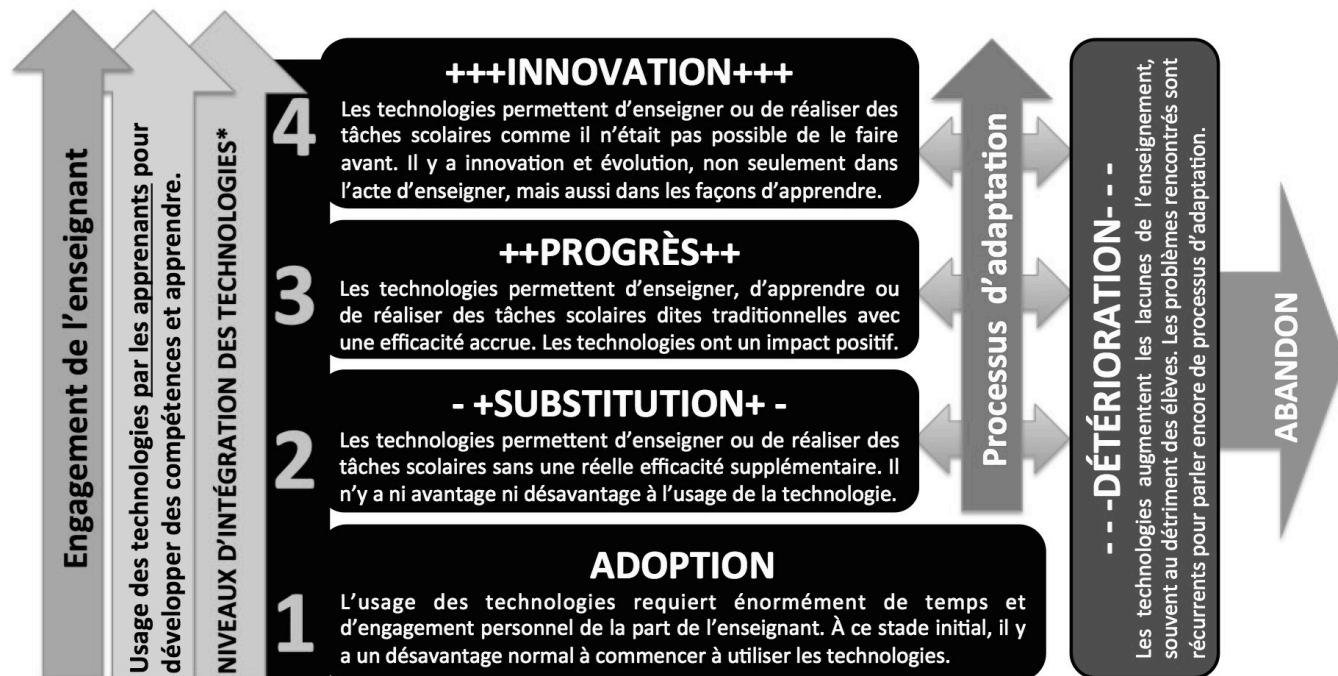 Engagement de l'enseignant
Usage des technologies par les apprenants pour
développer des compétences et apprendre.
NIVEAUX D'INTÉGRATION DES TECHNOLOGIES*
4
+++INNOVATION+++
Les technologies permettent d'enseigner ou de réaliser des
tâches scolaires comme il n'était pas possible de le faire
avant. Il y a innovation et évolution, non seulement dans
l'acte d'enseigner, mais aussi dans les façons d'apprendre.
3
++PROGRÈS++
Les technologies permettent d'enseigner, d'apprendre ou
de réaliser des tâches scolaires dites traditionnelles avec
une efficacité accrue. Les technologies ont un impact positif.
2
- +SUBSTITUTION+ -
Les technologies permettent d'enseigner ou de réaliser des
tâches scolaires sans une réelle efficacité supplémentaire. Il
n'y a ni avantage ni désavantage à l'usage de la technologie.
1
ADOPTION
L'usage des technologies requiert énormément de temps et
d'engagement personnel de la part de l'enseignant. À ce stade initial, il y
a un désavantage normal à commencer à utiliser les technologies.
Processus d'adaptation
- - -DÉTÉRIORATION- - -
Les technologies augmentent les lacunes de l'enseignement,
souvent au détriment des élèves. Les problèmes rencontrés sont
récurrents pour parler encore de processus d'adaptation.
ABANDON